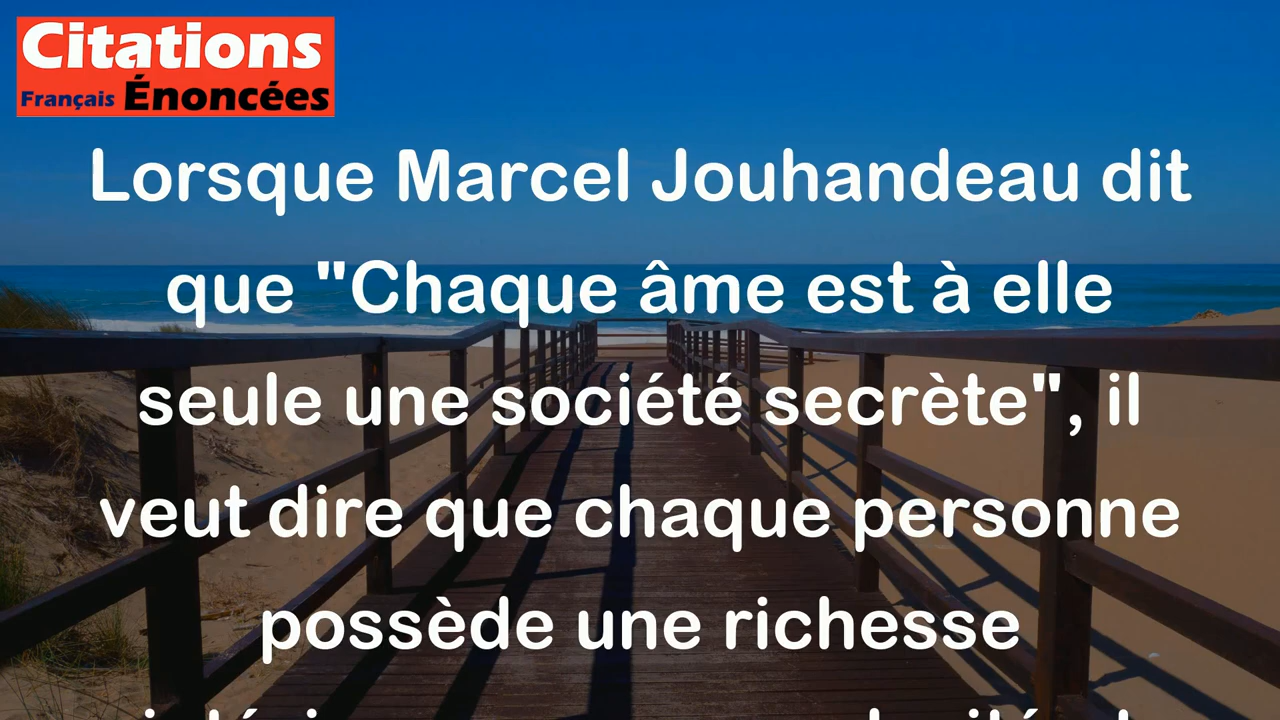 Citations
Français Énoncées
Lorsque Marcel Jouhandeau dit
que "Chaque âme est à elle
seule une société secrète", il
veut dire que chaque personne
possède une richesse